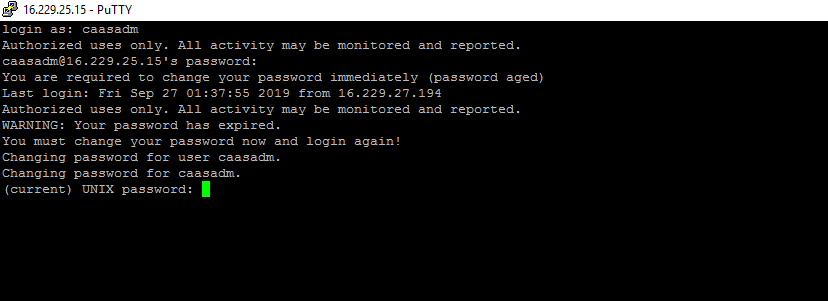 16.229.25.15 - PuTTY
login as: caasadm
Authorized uses only. All activity may be monitored and reported.
caasadm@16.229.25.15's password:
You are required to change your password immediately (password aged)
Last login: Fri Sep 27 01:37:55 2019 from 16.229.27.194
Authorized uses only. All activity may be monitored and reported.
WARNING: Your password has expired.
You must change your password now and login again!
Changing password for user caasadm.
Changing password for caasadm.
(current) UNIX password: